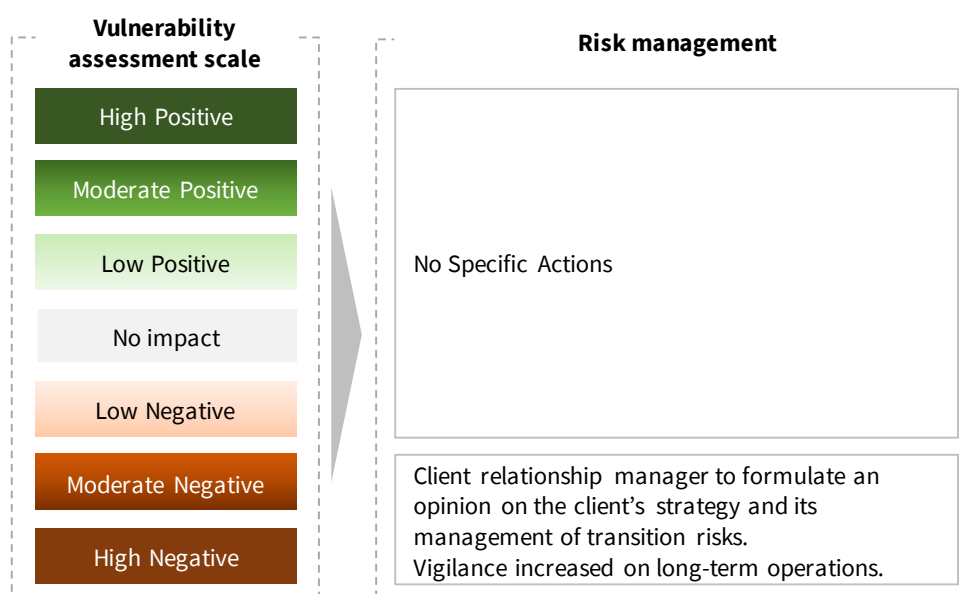 Vulnerability
assessment scale
High Positive
Moderate Positive
Low Positive
No impact
Low Negative
Moderate Negative
High Negative
Risk management
No Specific Actions
Client relationship manager to formulate an
opinion on the client’s strategy and its
management of transition risks.
Vigilance increased on long-term operations.